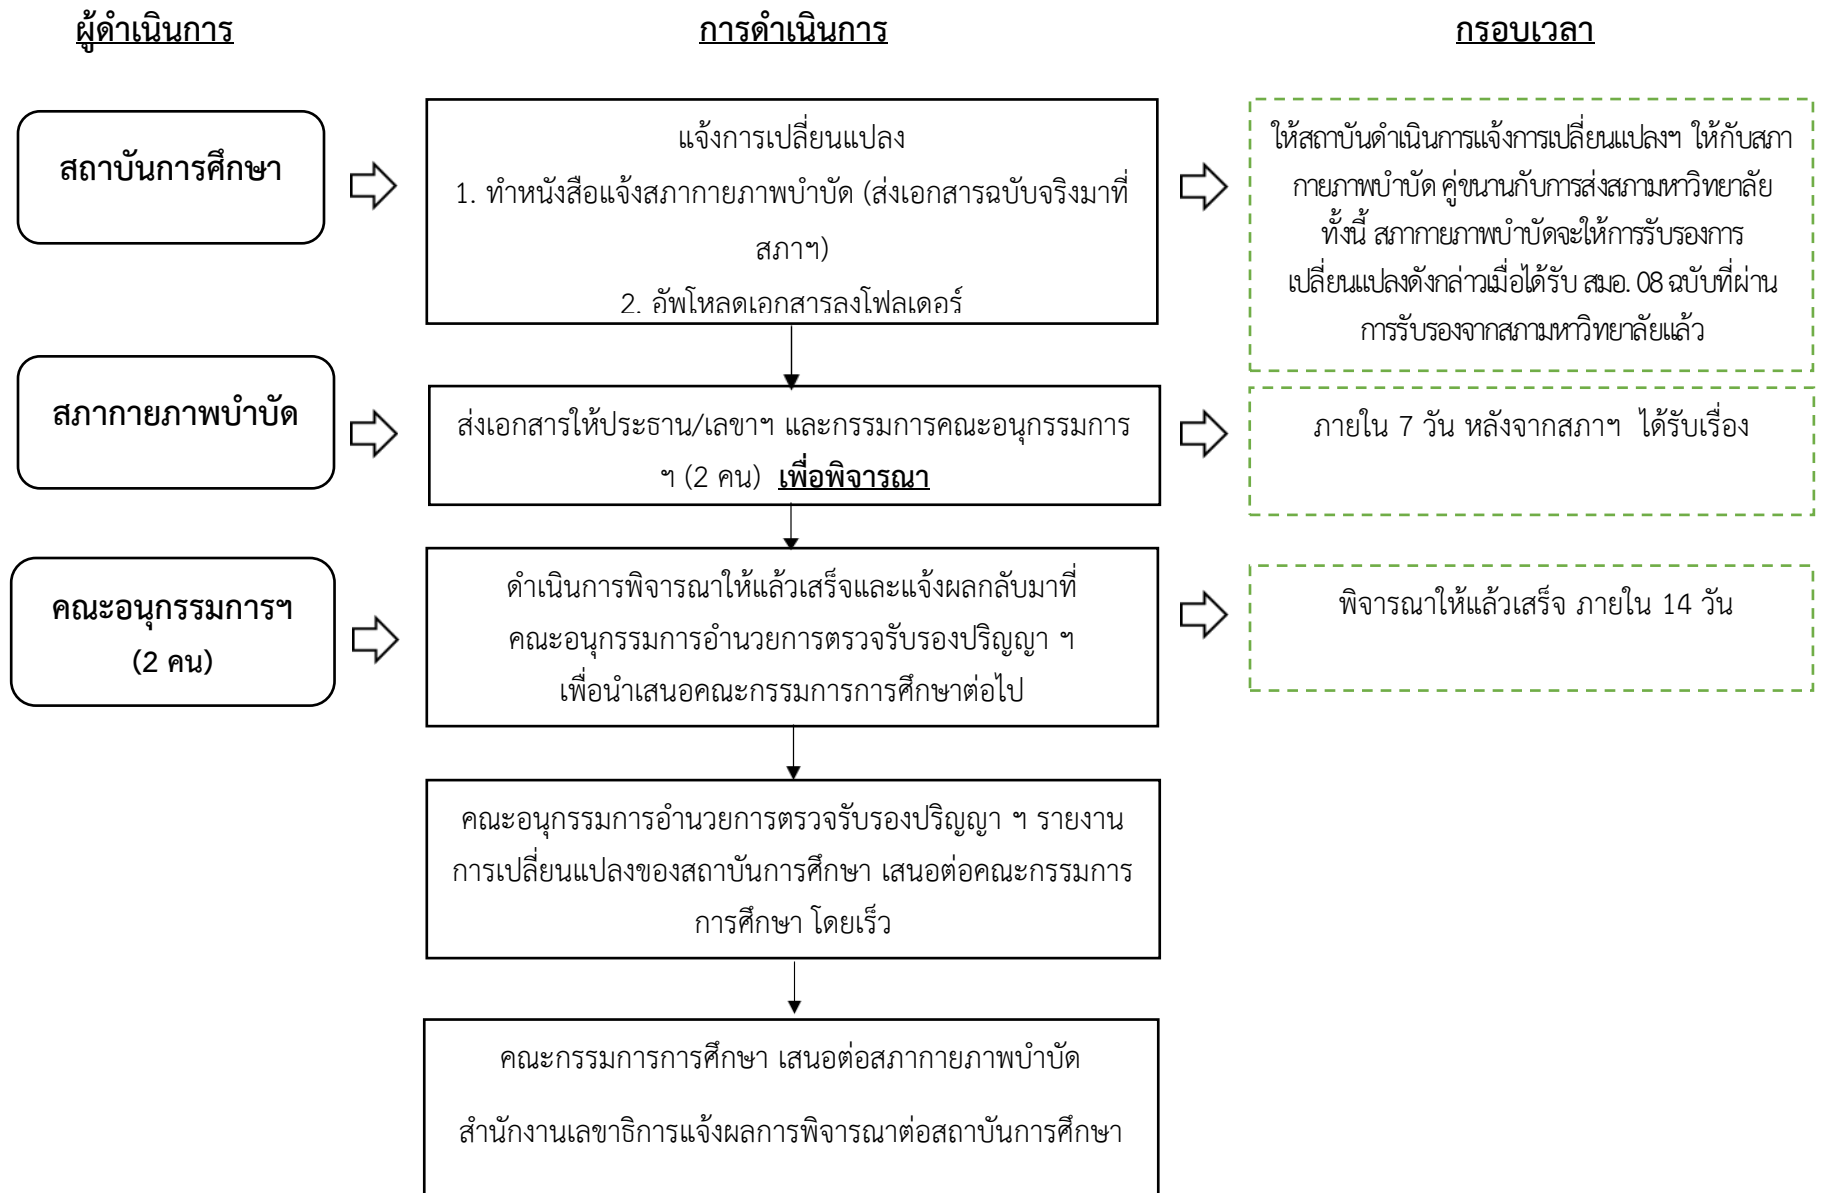 ผู้ดำเนินการ
การดำเนินการ
กรอบเวลา
สถาบันการศึกษา
แจ้งการเปลี่ยนแปลง
1. ทำหนังสือแจ้งสภากายภาพบำบัด (ส่งเอกสารฉบับจริงมาที่
สภาฯ)
2. อัพโหลดเอกสารลงโฟลเดอร์
ให้สถาบันดำเนินการแจ้งการเปลี่ยนแปลงฯ ให้กับสภา
กายภาพบำบัด คู่ขนานกับการส่งสภามหาวิทยาลัย
ทั้งนี้ สภากายภาพบำบัดจะให้การรับรองการ
เปลี่ยนแปลงดังกล่าวเมื่อได้รับ สมอ. 08 ฉบับที่ผ่าน
การรับรองจากสภามหาวิทยาลัยแล้ว
สภากายภาพบำบัด
ส่งเอกสารให้ประธาน/เลขาฯ และกรรมการคณะอนุกรรมการ
ฯ (2 คน) เพื่อพิจารณา
ภายใน 7 วัน หลังจากสภาฯ ได้รับเรื่อง
คณะอนุกรรมการฯ
(2 คน)
ดำเนินการพิจารณาให้แล้วเสร็จและแจ้งผลกลับมาที่
คณะอนุกรรมการอำนวยการตรวจรับรองปริญญา ฯ
เพื่อนำเสนอคณะกรรมการการศึกษาต่อไป
พิจารณาให้แล้วเสร็จ ภายใน 14 วัน
คณะอนุกรรมการอำนวยการตรวจรับรองปริญญา ฯ รายงาน
การเปลี่ยนแปลงของสถาบันการศึกษา เสนอต่อคณะกรรมการ
การศึกษา โดยเร็ว
คณะกรรมการการศึกษา เสนอต่อสภากายภาพบำบัด
สำนักงานเลขาธิการแจ้งผลการพิจารณาต่อสถาบันการศึกษา